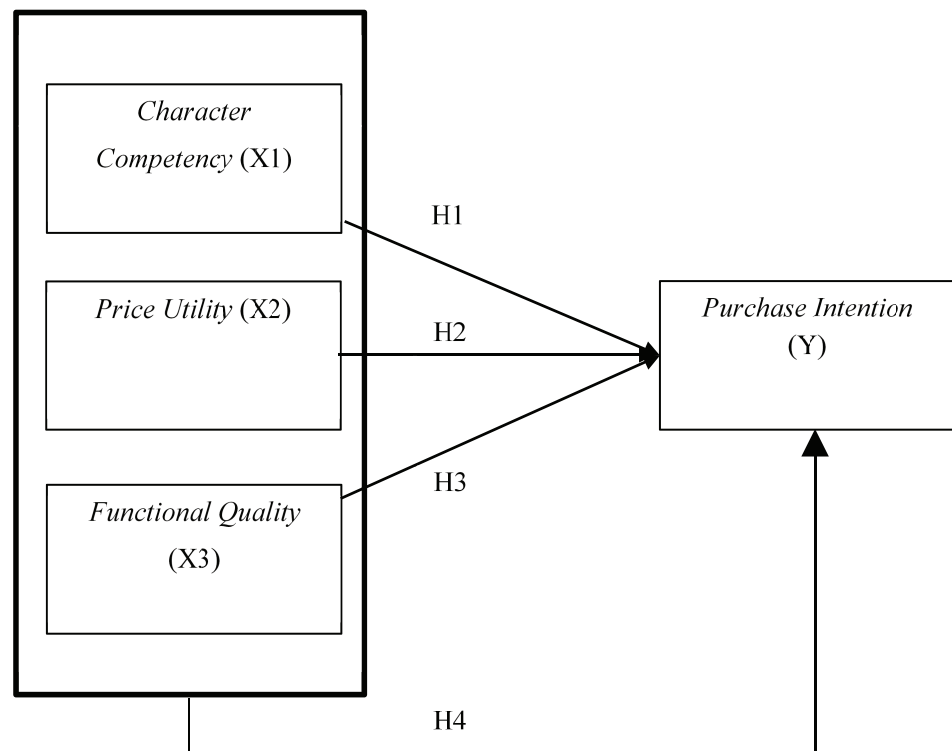 Character
Competency (X1)
H1
Price Utility (X2)
H2
Purchase Intention
(Y)
H3
Functional Quality
(X3)
H4